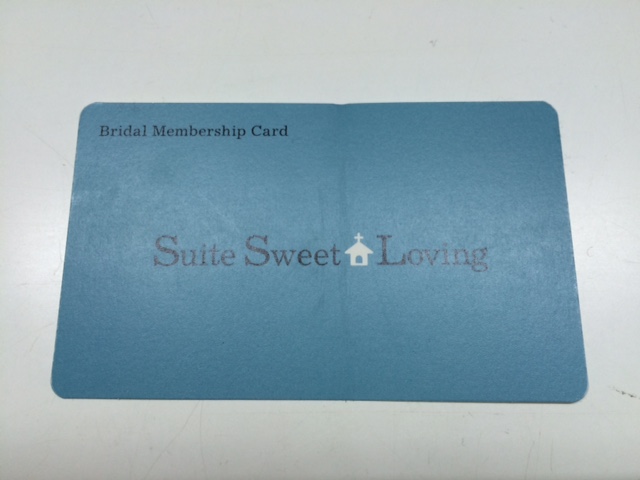 Bridal Membership Card
Suite Sweet Loving